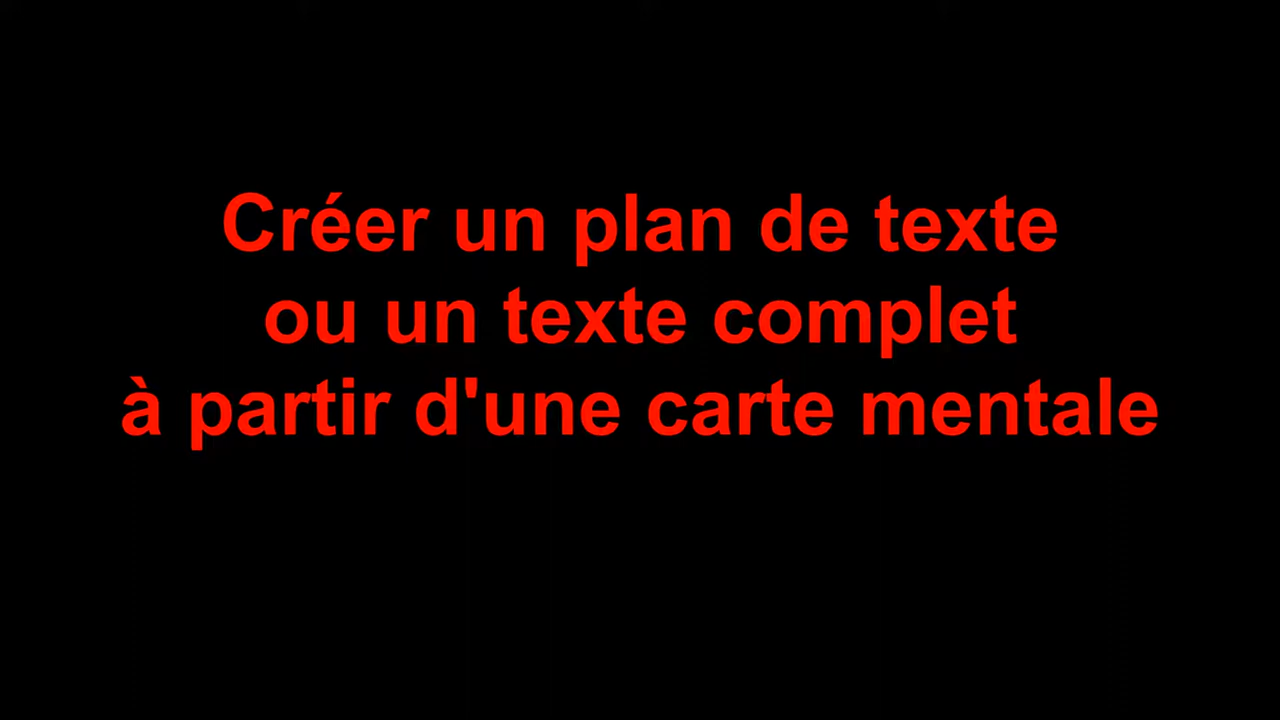 Créer un plan de texte
ou un texte complet
à partir d'une carte mentale